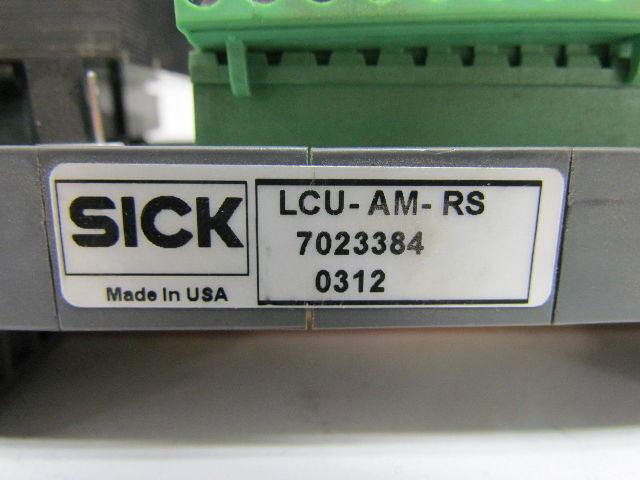 SICK
Made In USA
LCU-AM-RS
7023384
0312